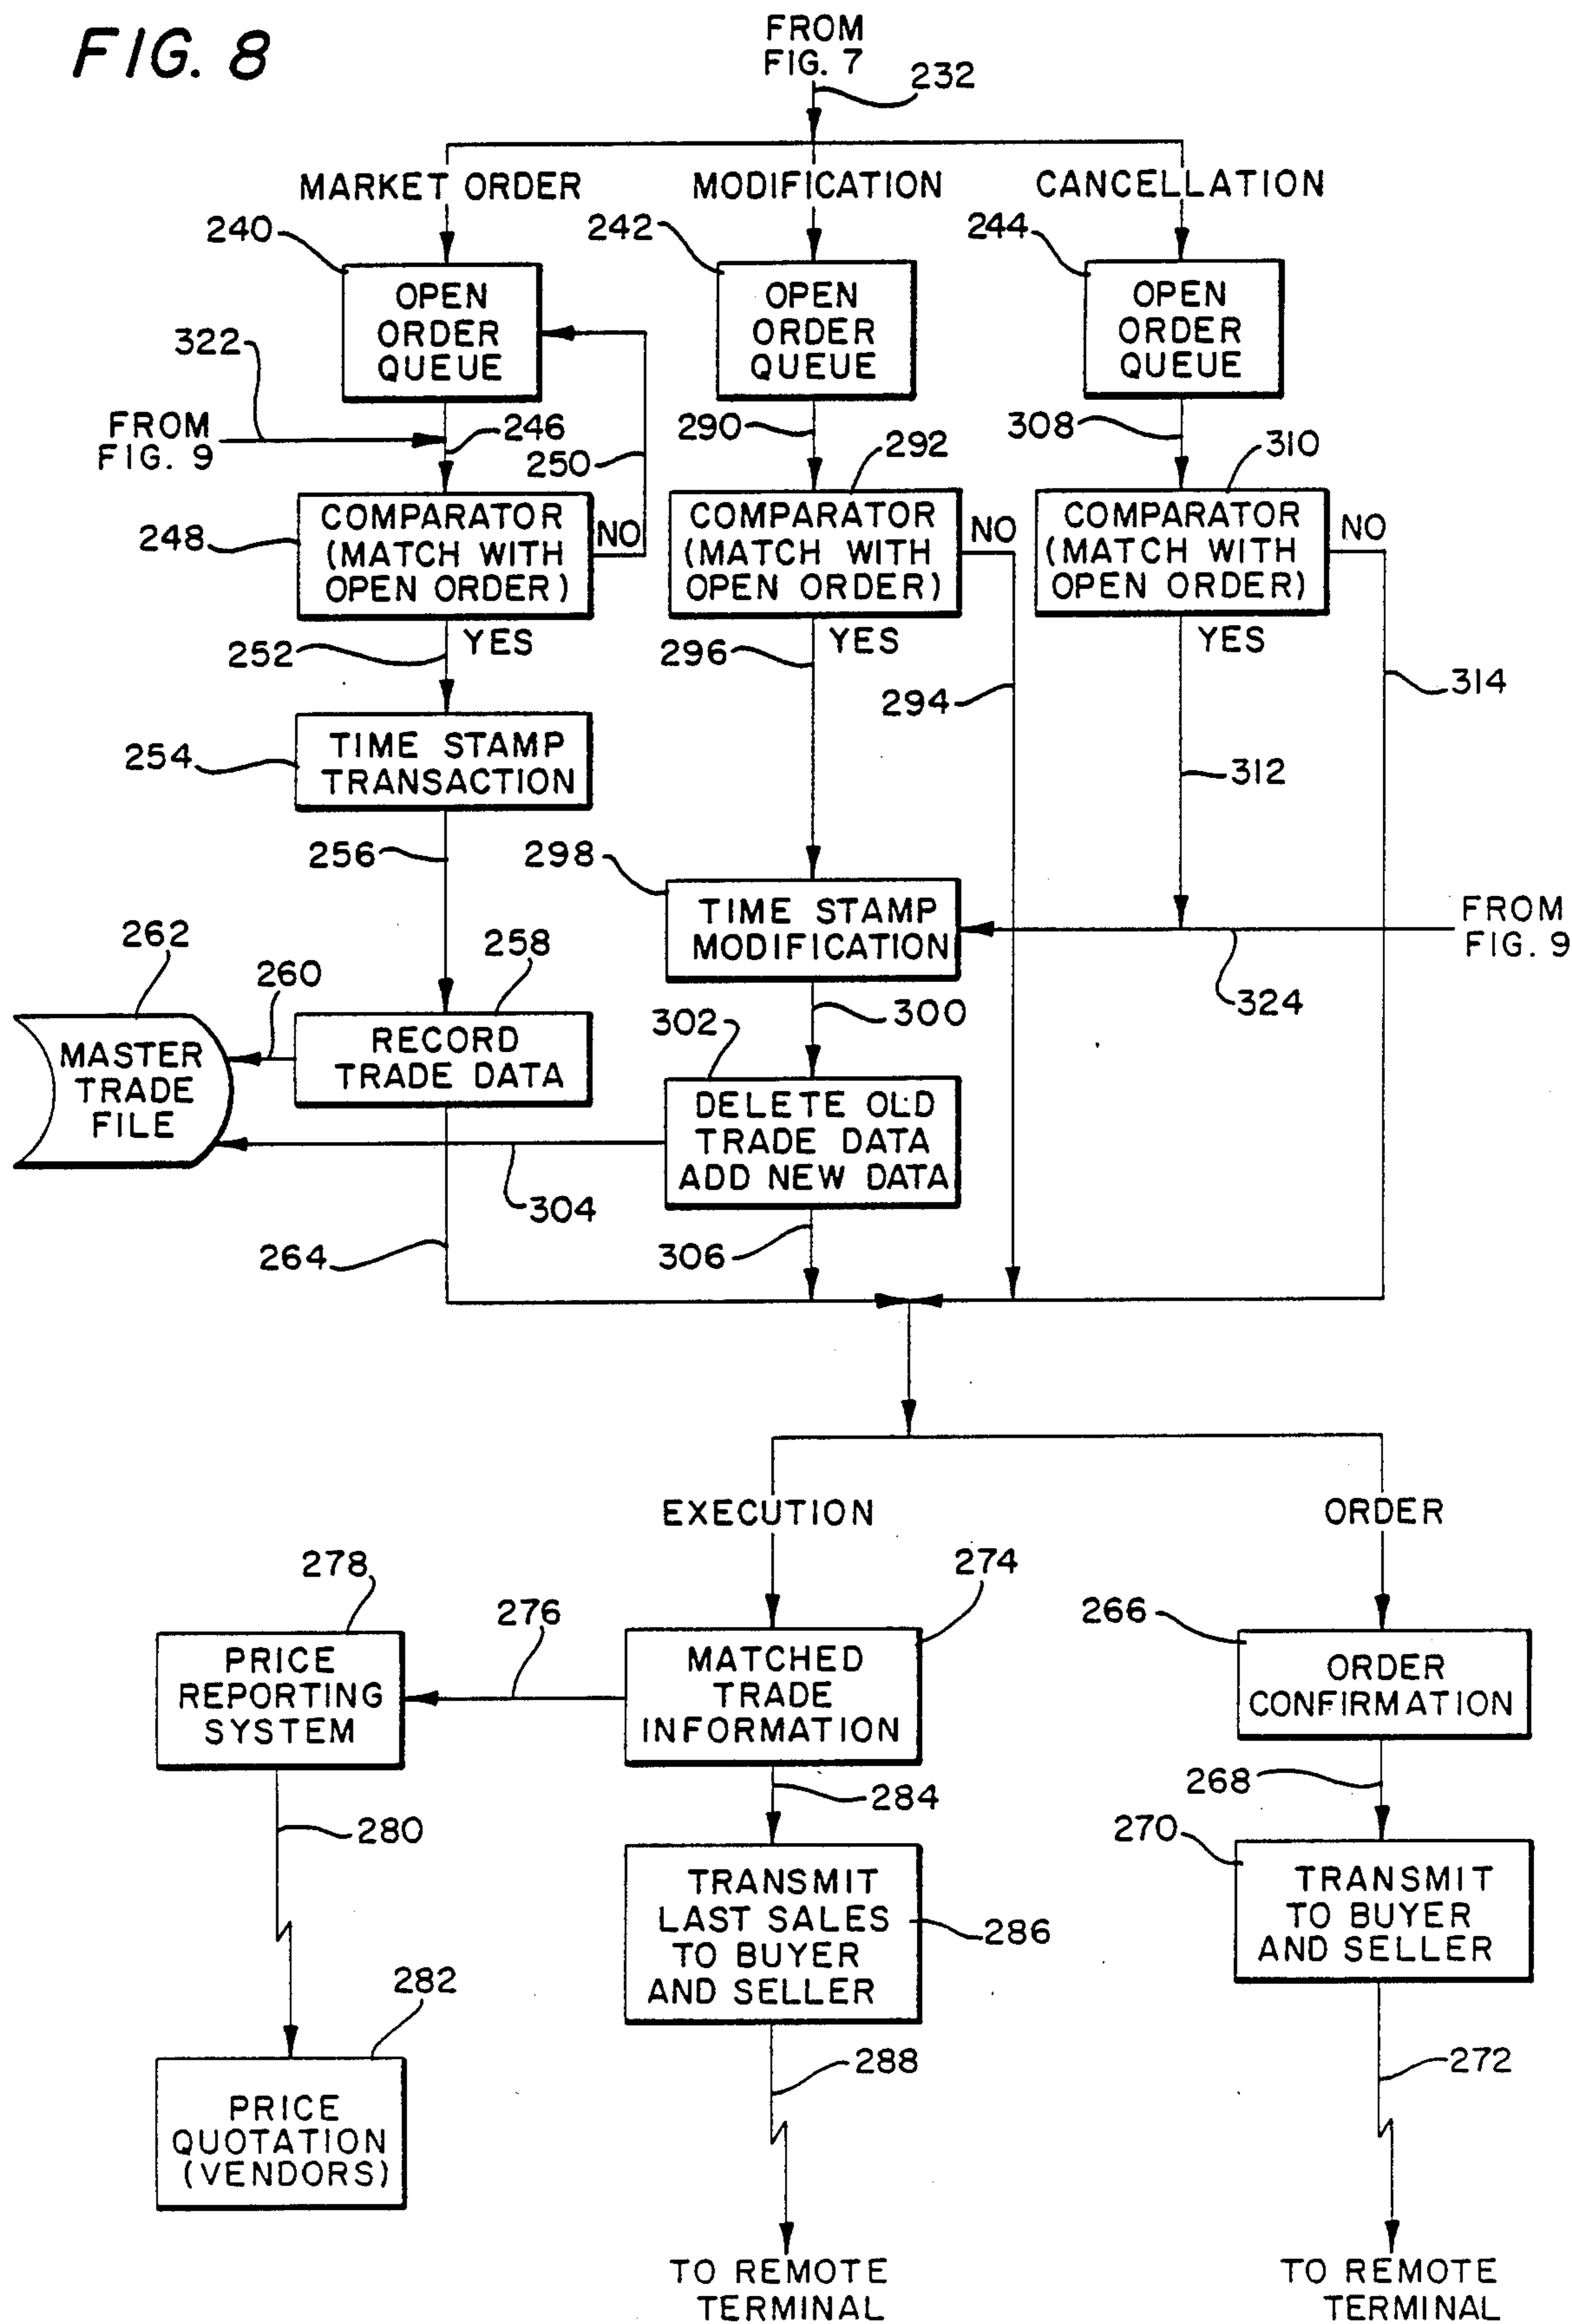 FIG. 8
FROM
FIG. 7
232
MARKET ORDER
MODIFICATION
CANCELLATION
240
242
244
OPEN
ORDER
QUEUE
OPEN
ORDER
QUEUE
OPEN
ORDER
QUEUE
322
FROM
FIG. 9
246
250
290
292
308
310
248
COMPARATOR
(MATCH WITH
OPEN ORDER)
NO
COMPARATOR
(MATCH WITH
OPEN ORDER)
NO
COMPARATOR
(MATCH WITH
OPEN ORDER)
NO
252
YES
296
YES
294
YES
314
254
TIME STAMP
TRANSACTION
312
256
298
TIME STAMP
MODIFICATION
FROM
FIG. 9
324
262
260
258
300
302
MASTER
TRADE
FILE
RECORD
TRADE DATA
DELETE OLD
TRADE DATA
ADD NEW DATA
304
264
306
EXECUTION
ORDER
278
276
274
266
PRICE
REPORTING
SYSTEM
MATCHED
TRADE
INFORMATION
ORDER
CONFIRMATION
280
284
268
270
TRANSMIT
LAST SALES
TO BUYER
AND SELLER
286
TRANSMIT
TO BUYER
AND SELLER
282
288
272
PRICE
QUOTATION
(VENDORS)
TO REMOTE
TERMINAL
TO REMOTE
TERMINAL